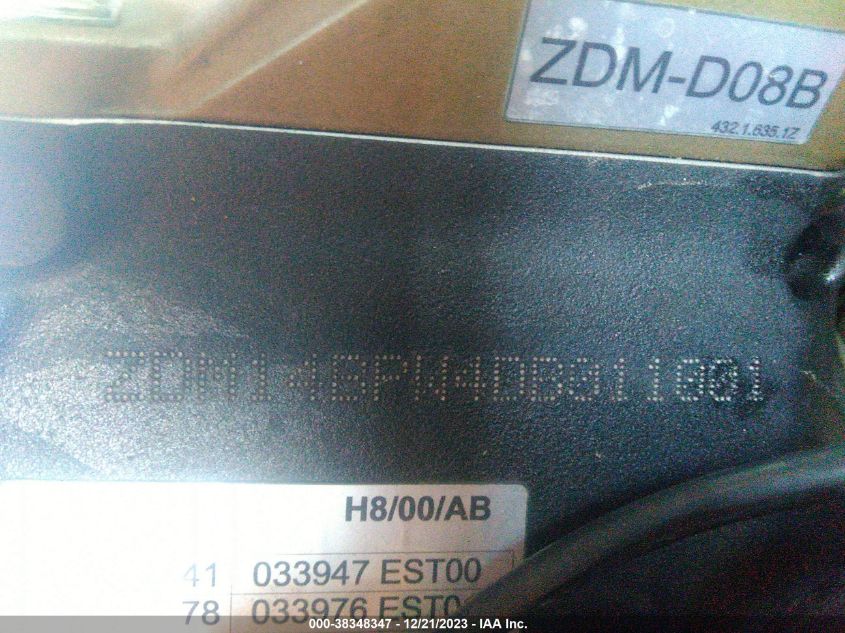 ZDM-D08B
432.1.635.1Z
ZDM14BPW4DB011001
H8/00/AB
41 033947 EST00
78 033976 EST0
000-38348347 - 12/21/2023 - IAA Inc.